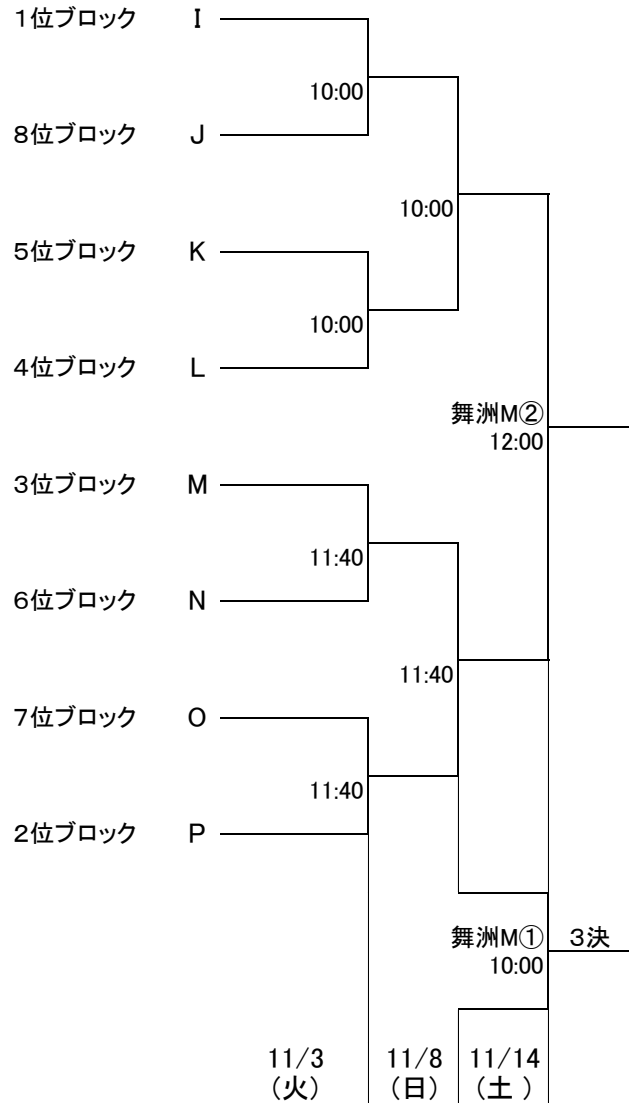 1位ブロック I
10:00
8位ブロック J
10:00
5位ブロック K
10:00
4位ブロック L
舞洲M②
12:00
3位ブロック M
11:40
6位ブロック N
11:40
7位ブロック O
11:40
2位ブロック P
舞洲M① 3決
10:00
11/3 11/8 11/14
（火） （日） （土 ）